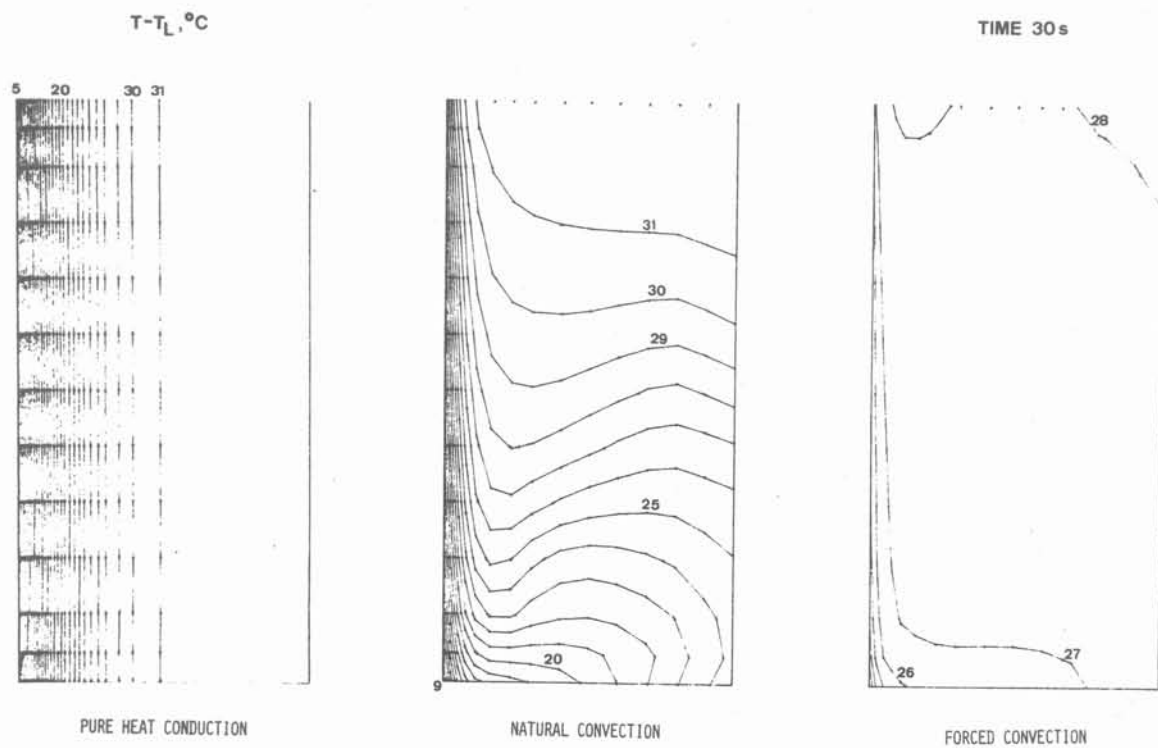 T-T_L, °C
TIME 30 s
5 20 30 31
31
30
29
25
20
9
28
27
26
PURE HEAT CONDUCTION
NATURAL CONVECTION
FORCED CONVECTION